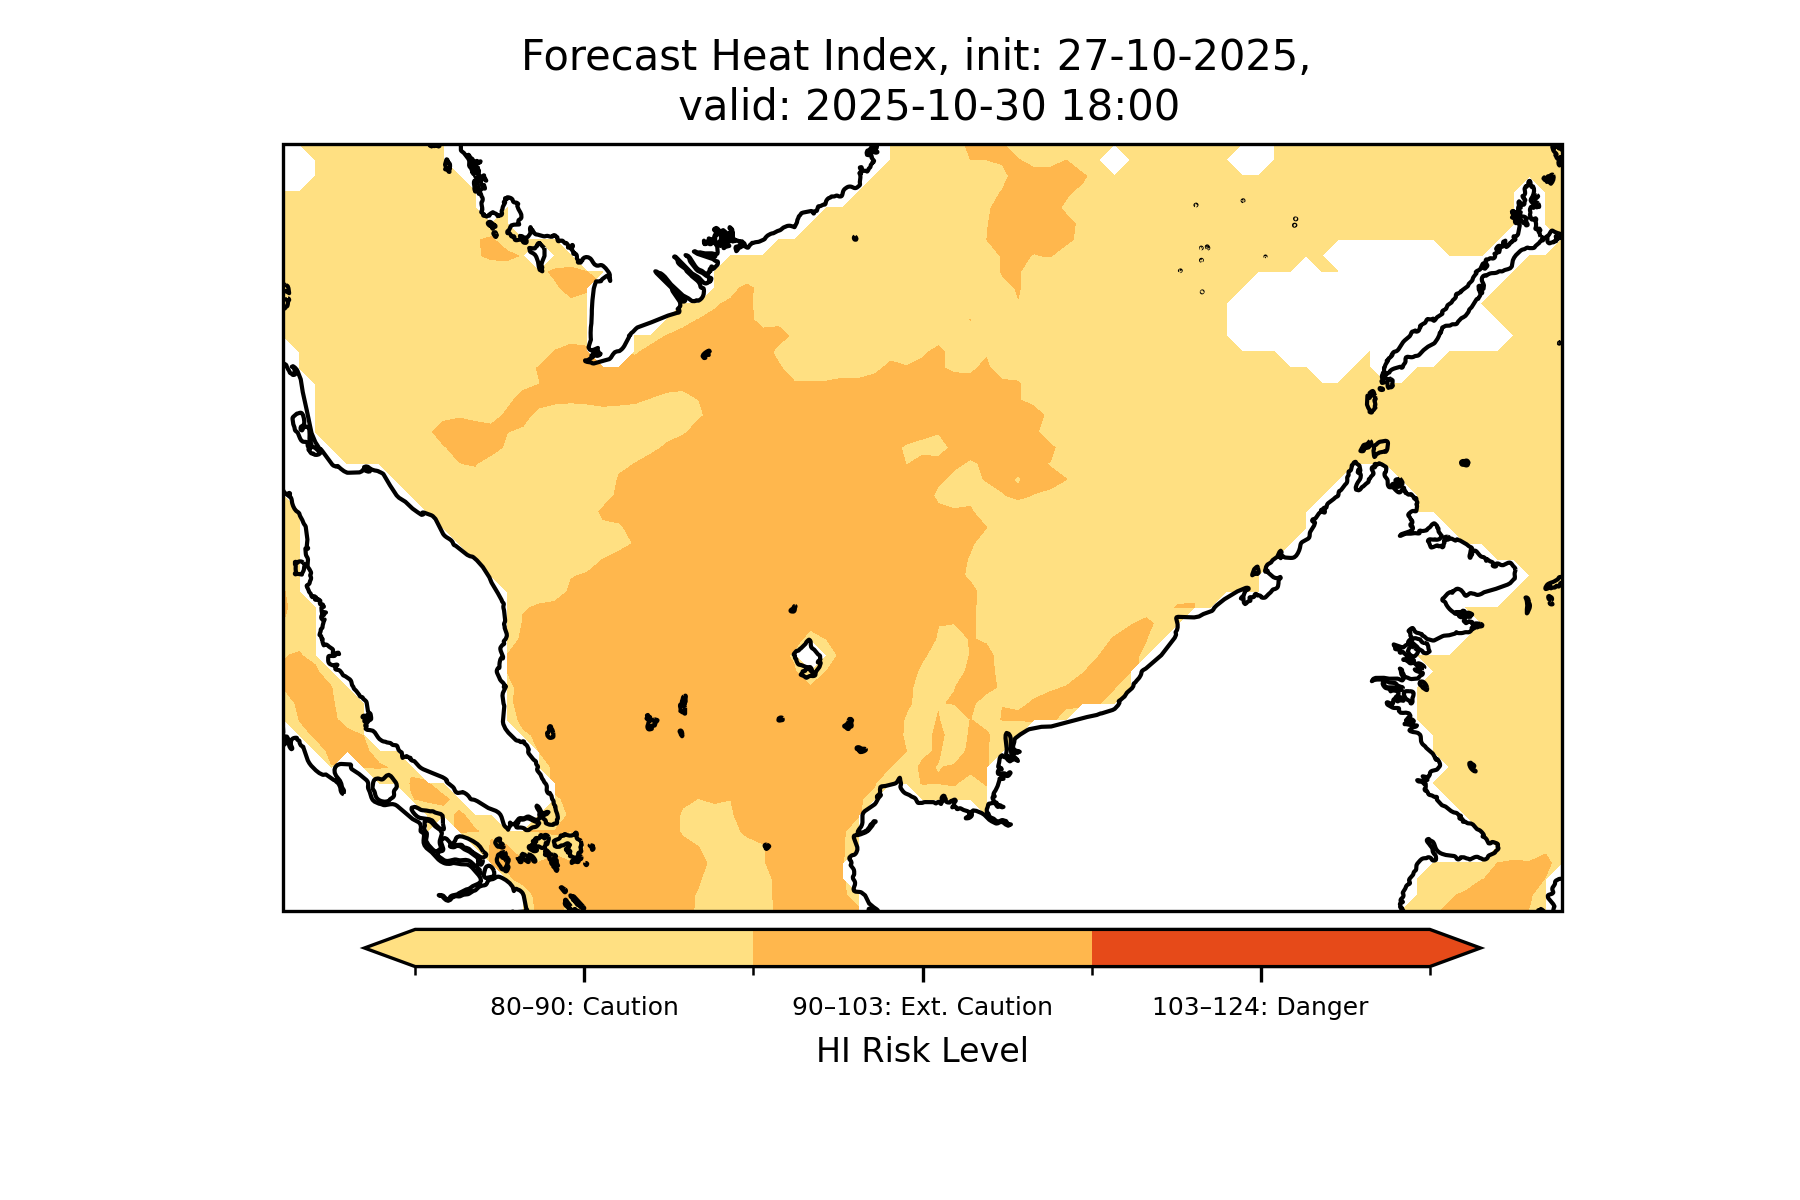 Forecast Heat Index, init: 27-10-2025,
valid: 2025-10-30 18:00
80–90: Caution
90–103: Ext. Caution
103–124: Danger
HI Risk Level